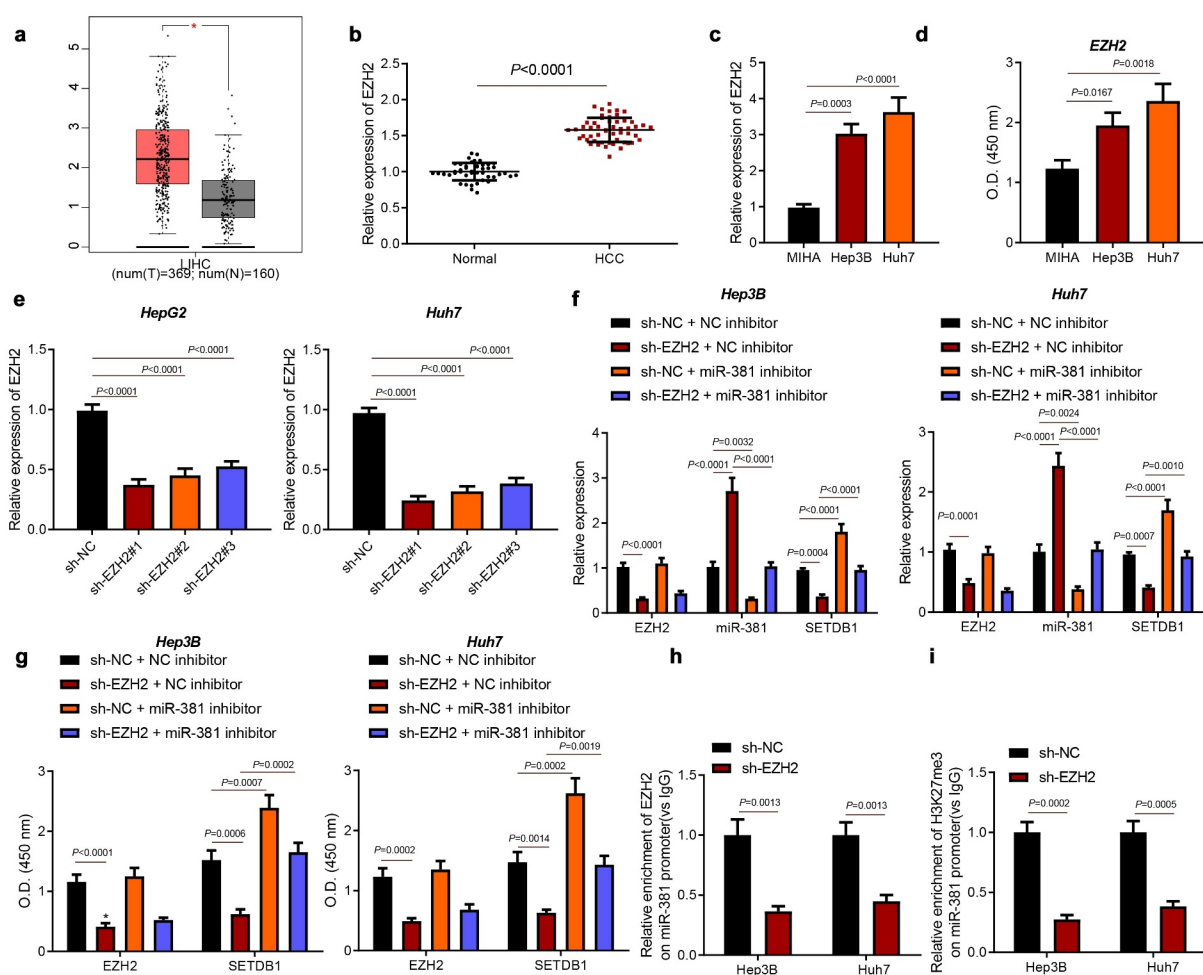 a
*
5
4
3
2
1
0
LIHC
(num(T)=369; num(N)=160)
b
P<0.0001
Relative expression of EZH2
2.5
2.0
1.5
1.0
0.5
0.0
Normal
HCC
c
P<0.0001
P=0.0003
Relative expression of EZH2
5
4
3
2
1
0
MIHA
Hep3B
Huh7
d
EZH2
P=0.0018
P=0.0167
O.D. (450 nm)
3
2
1
0
MIHA
Hep3B
Huh7
e
HepG2
P<0.0001
P<0.0001
P<0.0001
Relative expression of EZH2
1.5
1.0
0.5
0.0
sh-NC
sh-EZH2#1
sh-EZH2#2
sh-EZH2#3
Huh7
P<0.0001
P<0.0001
P<0.0001
Relative expression of EZH2
1.5
1.0
0.5
0.0
sh-NC
sh-EZH2#1
sh-EZH2#2
sh-EZH2#3
f
Hep3B
sh-NC + NC inhibitor
sh-EZH2 + NC inhibitor
sh-NC + miR-381 inhibitor
sh-EZH2 + miR-381 inhibitor
Relative expression
4
3
2
1
0
P<0.0001
P=0.0032
P<0.0001
P<0.0001
P<0.0001
P<0.0001
P=0.0004
EZH2
miR-381
SETDB1
Huh7
sh-NC + NC inhibitor
sh-EZH2 + NC inhibitor
sh-NC + miR-381 inhibitor
sh-EZH2 + miR-381 inhibitor
Relative expression
3
2
1
0
P=0.0001
P=0.0024
P<0.0001
P<0.0001
P=0.0010
P<0.0001
P=0.0007
EZH2
miR-381
SETDB1
g
Hep3B
sh-NC + NC inhibitor
sh-EZH2 + NC inhibitor
sh-NC + miR-381 inhibitor
sh-EZH2 + miR-381 inhibitor
O.D. (450 nm)
3
2
1
0
P<0.0001
*
P=0.0002
P=0.0007
P=0.0006
EZH2
SETDB1
Huh7
sh-NC + NC inhibitor
sh-EZH2 + NC inhibitor
sh-NC + miR-381 inhibitor
sh-EZH2 + miR-381 inhibitor
O.D. (450 nm)
3
2
1
0
P=0.0002
P=0.0019
P=0.0002
P=0.0014
EZH2
SETDB1
h
sh-NC
sh-EZH2
Relative enrichment of EZH2
on miR-381 promoter(vs IgG)
1.5
1.0
0.5
0.0
P=0.0013
P=0.0013
Hep3B
Huh7
i
sh-NC
sh-EZH2
Relative enrichment of H3K27me3
on miR-381 promoter(vs IgG)
1.5
1.0
0.5
0.0
P=0.0002
P=0.0005
Hep3B
Huh7